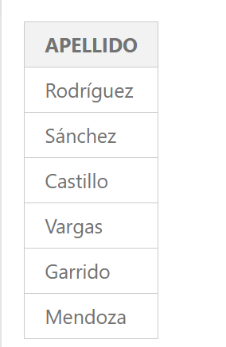 APELLIDO
Rodríguez
Sánchez
Castillo
Vargas
Garrido
Mendoza